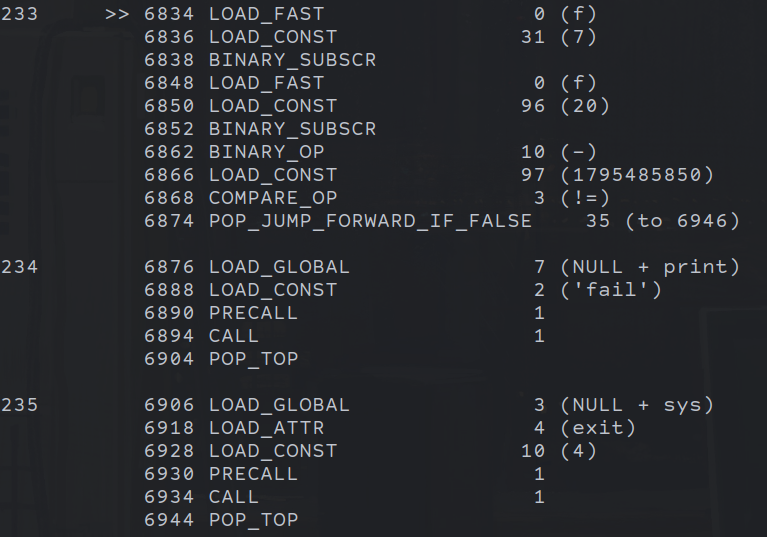 233 >> 6834 LOAD_FAST 0 (f)
6836 LOAD_CONST 31 (7)
6838 BINARY_SUBSCR
6848 LOAD_FAST 0 (f)
6850 LOAD_CONST 96 (20)
6852 BINARY_SUBSCR
6862 BINARY_OP 10 (-)
6866 LOAD_CONST 97 (1795485850)
6868 COMPARE_OP 3 (!=)
6874 POP_JUMP_FORWARD_IF_FALSE 35 (to 6946)
234 6876 LOAD_GLOBAL 7 (NULL + print)
6888 LOAD_CONST 2 ('fail')
6890 PRECALL 1
6894 CALL 1
6904 POP_TOP
235 6906 LOAD_GLOBAL 3 (NULL + sys)
6918 LOAD_ATTR 4 (exit)
6928 LOAD_CONST 10 (4)
6930 PRECALL 1
6934 CALL 1
6944 POP_TOP